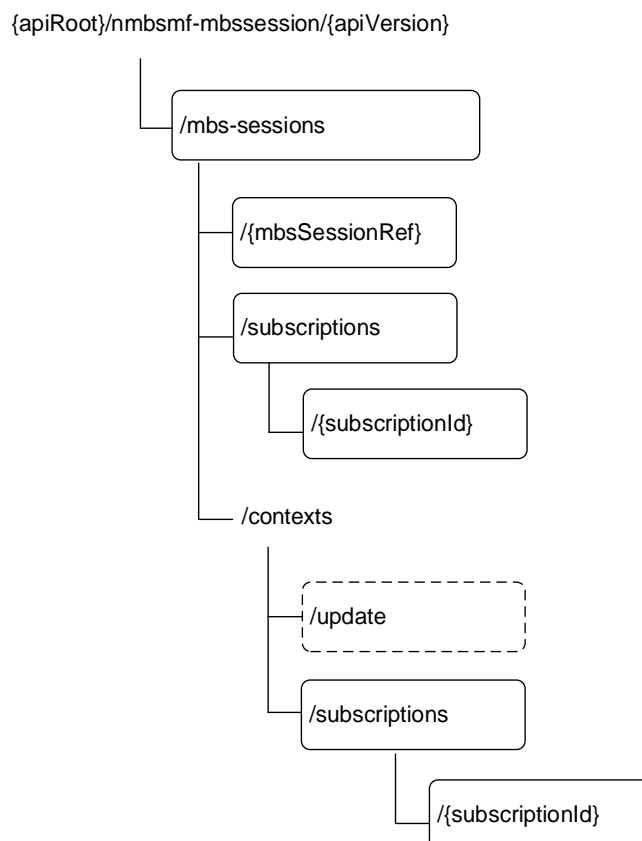 {apiRoot}/nmbsmf-mbssession/{apiVersion}
/mbs-sessions
/{mbsSessionRef}
/subscriptions
/{subscriptionId}
/contexts
/update
/subscriptions
/{subscriptionId}